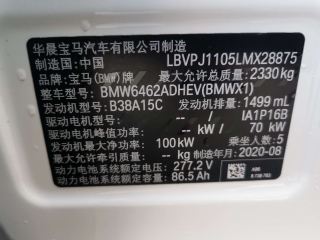 华晨宝马汽车有限公司制造
制造国: 中国 LBVPJ1105LMX28875
品牌: 宝马(BMW) 最大允许总质量: 2330kg
整车型号: BMW6462ADHEV(BMWX1)
发动机型号: B38A15C 发动机排量: 1499 mL
驱动电机型号: -- / IA1P16B
驱动电机峰值功率: -- / 70 kW
发动机最大净功率: 100kW 乘坐人数: 5
最大允许牵引质量: -- kg 制造年月: 2020-08
动力电池系统额定电压: 277.2 V
动力电池系统额定容量: 86.5 Ah